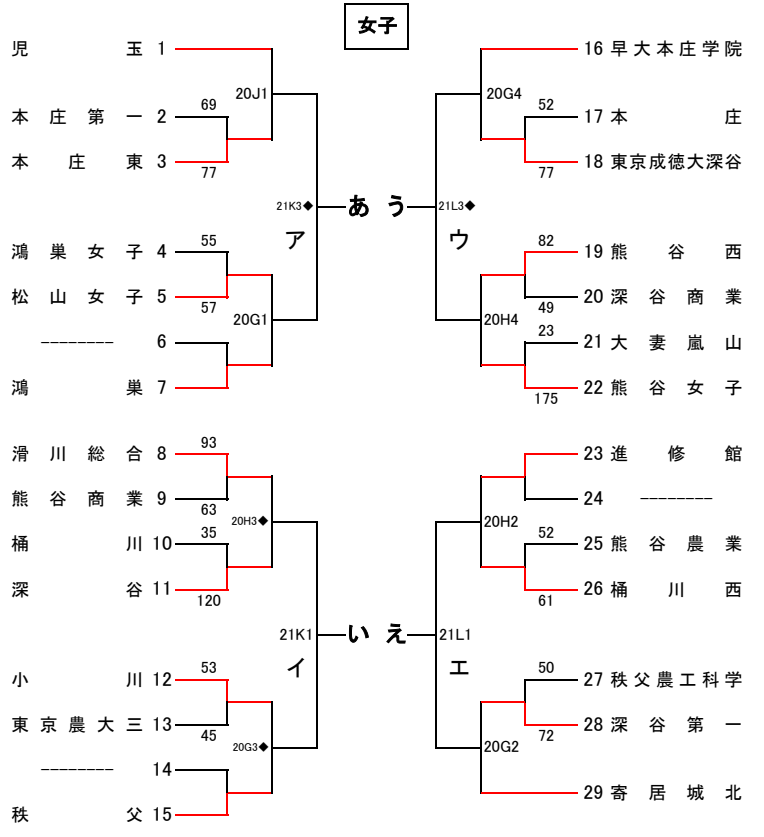 女子
児玉 1
20J1
69
本庄第一 2
本庄東 3
77
21K3◆
あ
ア
55
鴻巣女子 4
松山女子 5
57
20G1
-------- 6
鴻巣 7
93
滑川総合 8
熊谷商業 9
63
20H3◆
35
桶川 10
深谷 11
120
21K1
い
イ
53
小川 12
東京農大三 13
45
20G3◆
-------- 14
秩父 15
16 早大本庄学院
20G4
52
17 本庄
18 東京成徳大深谷
77
う
21L3◆
ウ
82
19 熊谷西
20 深谷商業
49
20H4
23
21 大妻嵐山
22 熊谷女子
175
23 進修館
24 --------
20H2
52
25 熊谷農業
26 桶川西
61
え
21L1
エ
50
27 秩父農工科学
28 深谷第一
72
20G2
29 寄居城北